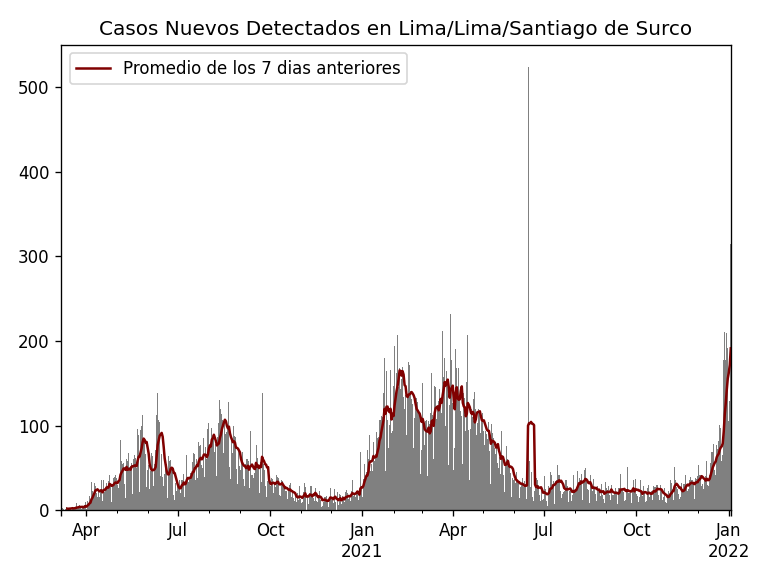 Casos Nuevos Detectados en Lima/Lima/Santiago de Surco
Promedio de los 7 dias anteriores
500
400
300
200
100
0
Apr Jul Oct Jan Apr Jul Oct Jan
2021 2022